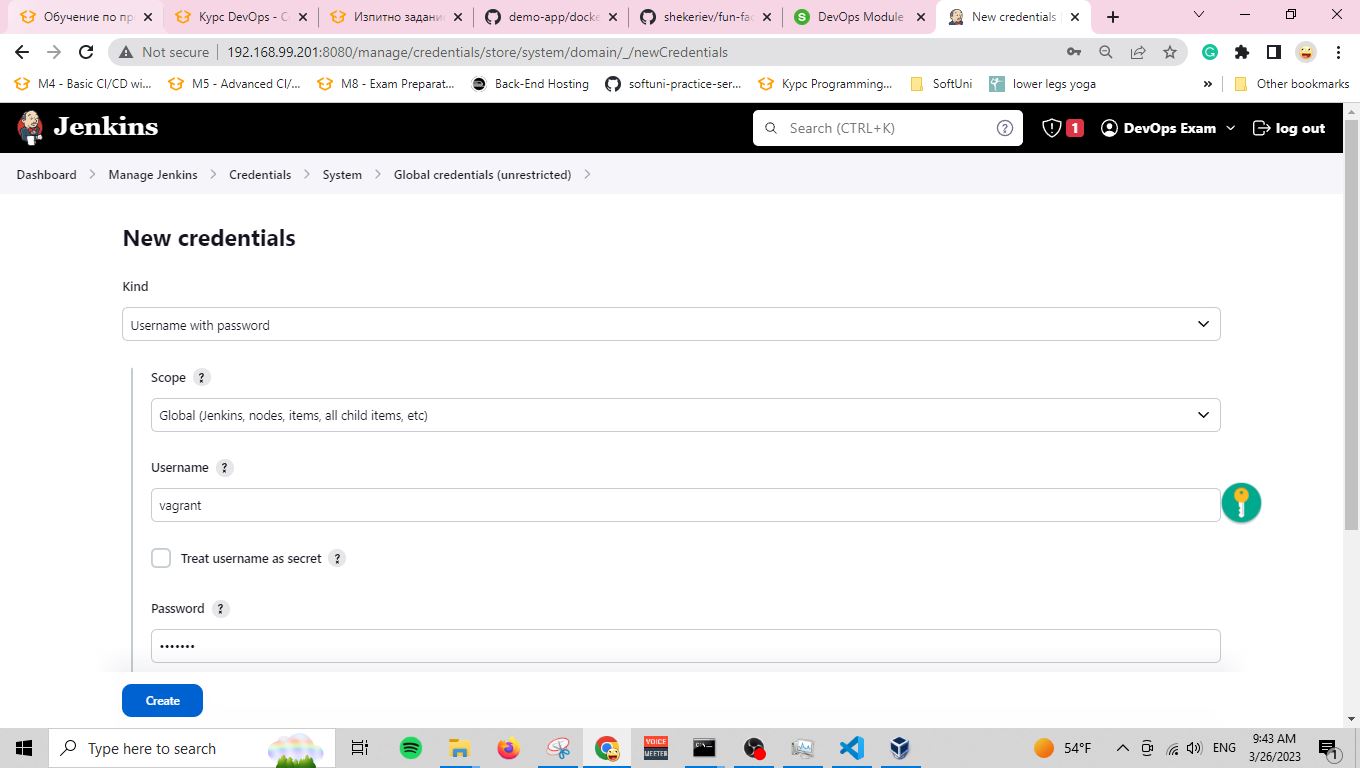 Обучение по пр
Курс DevOps - С
Изпитно задани
demo-app/docke
shekeriev/fun-fac
DevOps Module
New credentials
Not secure
192.168.99.201:8080/manage/credentials/store/system/domain/_/newCredentials
M4 - Basic CI/CD wi...
M5 - Advanced CI/...
M8 - Exam Preparat...
Back-End Hosting
softuni-practice-ser...
Курс Programming...
SoftUni
lower legs yoga
»
Other bookmarks
Jenkins
Search (CTRL+K)
?
1
DevOps Exam
log out
Dashboard
Manage Jenkins
Credentials
System
Global credentials (unrestricted)
New credentials
Kind
Username with password
Scope ?
Global (Jenkins, nodes, items, all child items, etc)
Username ?
vagrant
Treat username as secret ?
Password ?
•••••••
Create
Type here to search
VOICE
MEETER
54°F
ENG
9:43 AM
3/26/2023
1